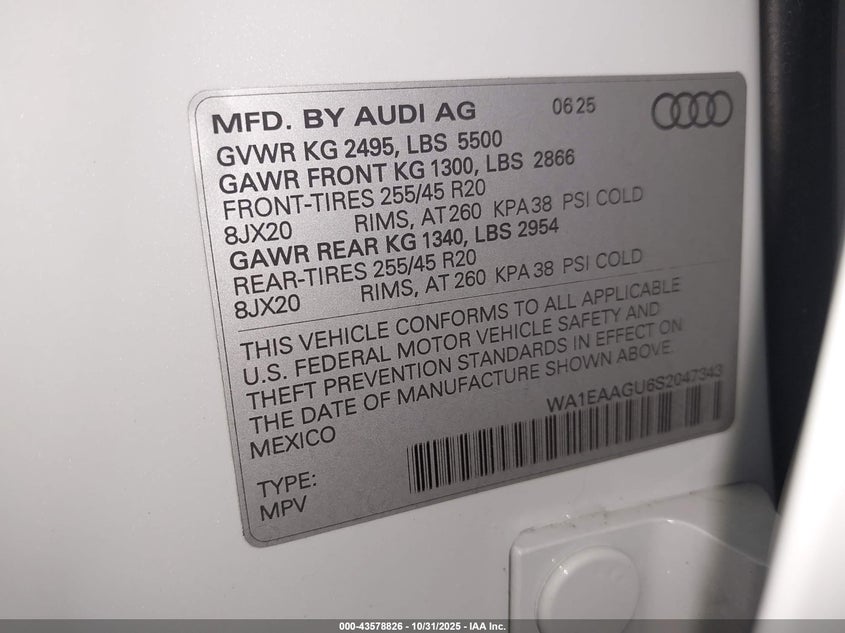 MFD. BY AUDI AG 0625
GVWR KG 2495, LBS 5500
GAWR FRONT KG 1300, LBS 2866
FRONT-TIRES 255/45 R20
8JX20 RIMS, AT 260 KPA 38 PSI COLD
GAWR REAR KG 1340, LBS 2954
REAR-TIRES 255/45 R20
8JX20 RIMS, AT 260 KPA 38 PSI COLD
THIS VEHICLE CONFORMS TO ALL APPLICABLE
U.S. FEDERAL MOTOR VEHICLE SAFETY AND
THEFT PREVENTION STANDARDS IN EFFECT ON
THE DATE OF MANUFACTURE SHOWN ABOVE.
MEXICO WA1EAAGU6S2047343
TYPE:
MPV
000-43578826 - 10/31/2025 - IAA Inc.